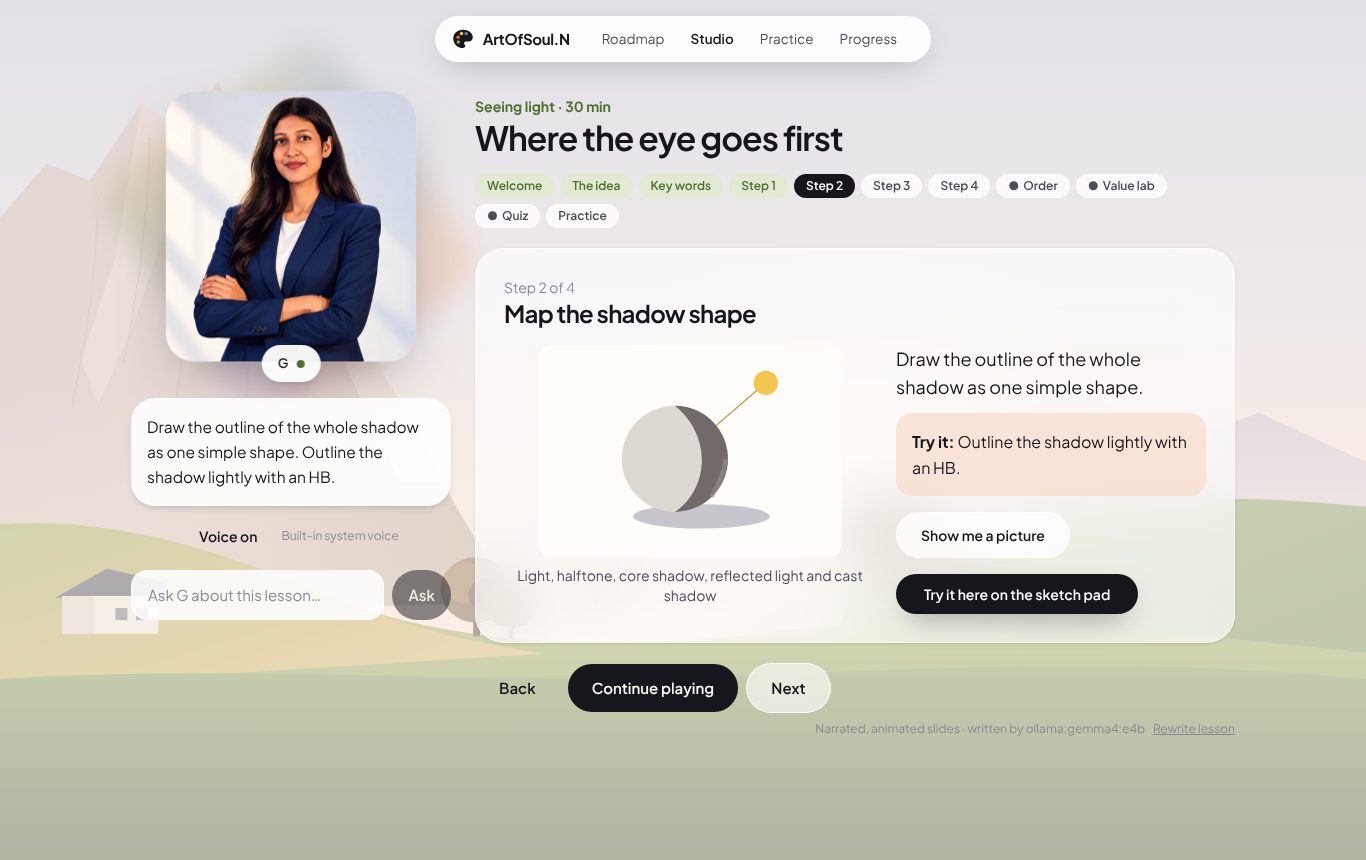 ArtOfSoul.N Roadmap Studio Practice Progress
Seeing light · 30 min
Where the eye goes first
Welcome The idea Key words Step 1 Step 2 Step 3 Step 4 Order Value lab
Quiz Practice
G
Draw the outline of the whole shadow
as one simple shape. Outline the
shadow lightly with an HB.
Voice on Built-in system voice
Ask G about this lesson… Ask
Step 2 of 4
Map the shadow shape
Light, halftone, core shadow, reflected light and cast
shadow
Draw the outline of the whole
shadow as one simple shape.
Try it: Outline the shadow lightly with
an HB.
Show me a picture
Try it here on the sketch pad
Back Continue playing Next
Narrated, animated slides · written by ollama:gemma4:e4b Rewrite lesson